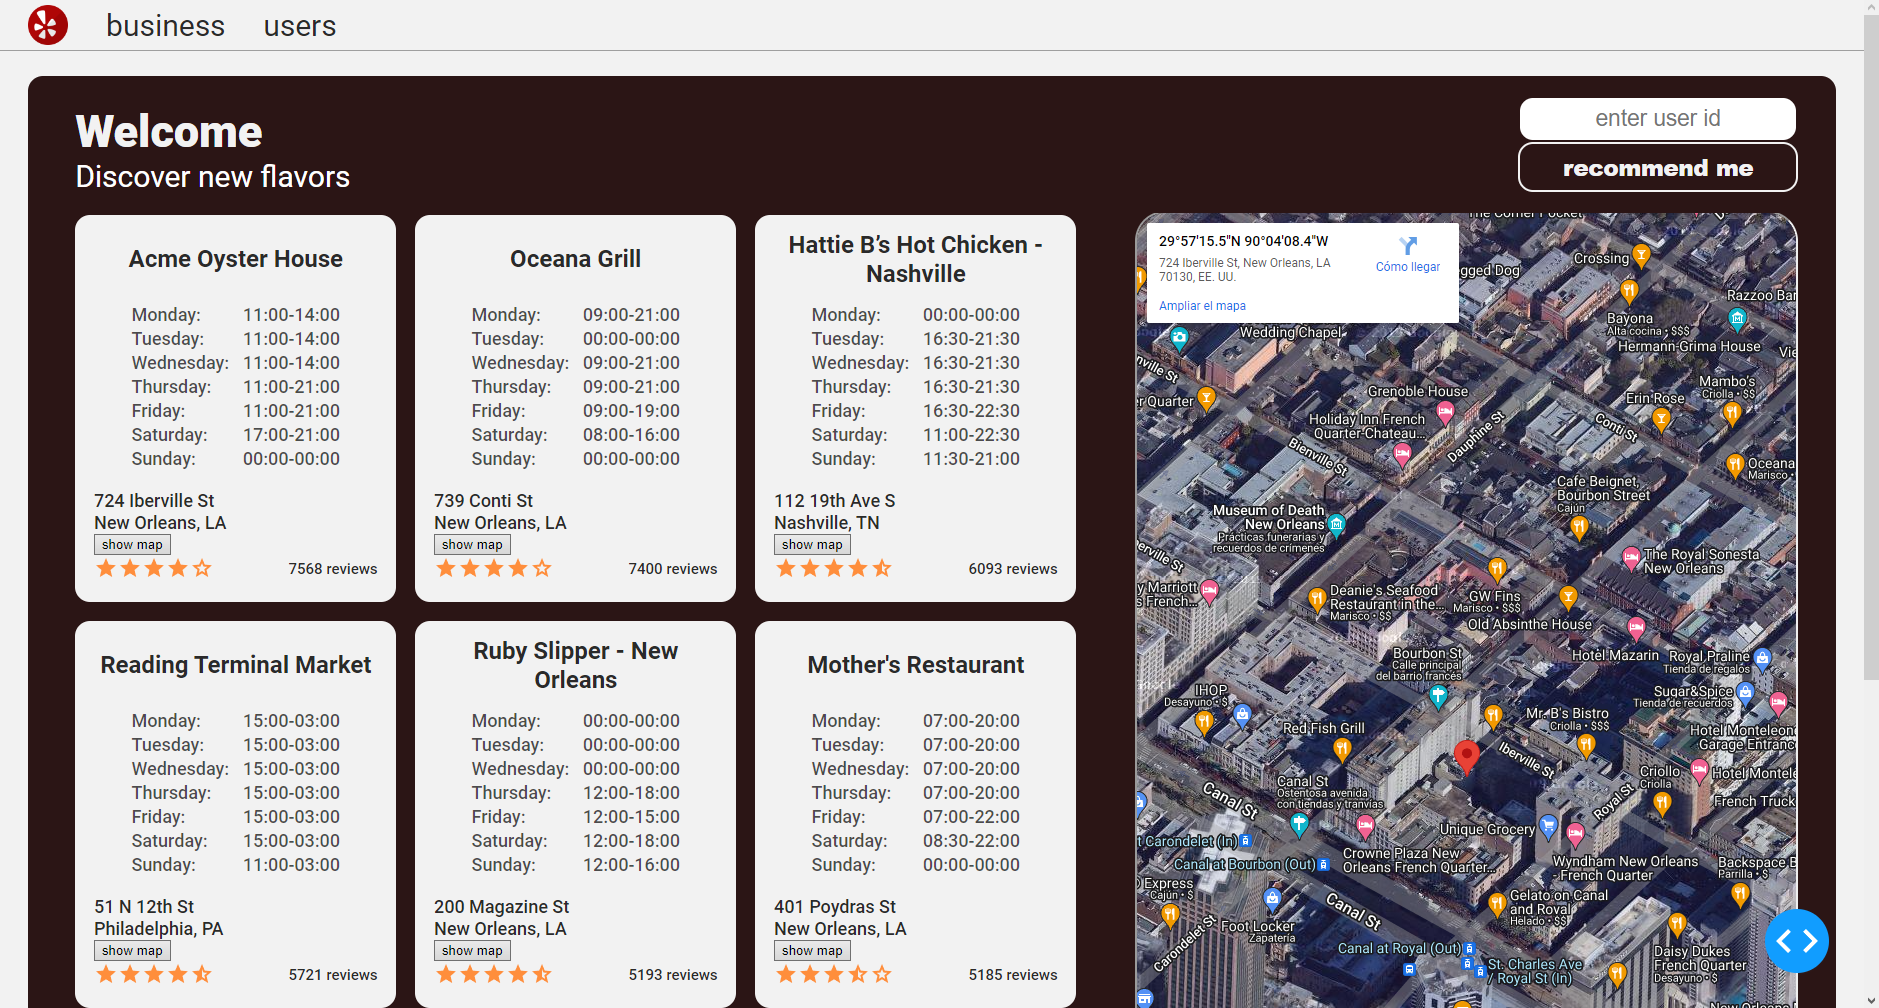 business users
Welcome
Discover new flavors
enter user id
recommend me
Acme Oyster House
Monday: 11:00-14:00
Tuesday: 11:00-14:00
Wednesday: 11:00-14:00
Thursday: 11:00-21:00
Friday: 11:00-21:00
Saturday: 17:00-21:00
Sunday: 00:00-00:00
724 Iberville St
New Orleans, LA
show map
7568 reviews
Oceana Grill
Monday: 09:00-21:00
Tuesday: 00:00-00:00
Wednesday: 09:00-21:00
Thursday: 09:00-21:00
Friday: 09:00-19:00
Saturday: 08:00-16:00
Sunday: 00:00-00:00
739 Conti St
New Orleans, LA
show map
7400 reviews
Hattie B’s Hot Chicken -
Nashville
Monday: 00:00-00:00
Tuesday: 16:30-21:30
Wednesday: 16:30-21:30
Thursday: 16:30-21:30
Friday: 16:30-22:30
Saturday: 11:00-22:30
Sunday: 11:30-21:00
112 19th Ave S
Nashville, TN
show map
6093 reviews
Reading Terminal Market
Monday: 15:00-03:00
Tuesday: 15:00-03:00
Wednesday: 15:00-03:00
Thursday: 15:00-03:00
Friday: 15:00-03:00
Saturday: 15:00-03:00
Sunday: 11:00-03:00
51 N 12th St
Philadelphia, PA
show map
5721 reviews
Ruby Slipper - New
Orleans
Monday: 00:00-00:00
Tuesday: 00:00-00:00
Wednesday: 00:00-00:00
Thursday: 12:00-18:00
Friday: 12:00-15:00
Saturday: 12:00-18:00
Sunday: 12:00-16:00
200 Magazine St
New Orleans, LA
show map
5193 reviews
Mother's Restaurant
Monday: 07:00-20:00
Tuesday: 07:00-20:00
Wednesday: 07:00-20:00
Thursday: 07:00-20:00
Friday: 07:00-22:00
Saturday: 08:30-22:00
Sunday: 00:00-00:00
401 Poydras St
New Orleans, LA
show map
5185 reviews
The Corner Pocket
29°57'15.5"N 90°04'08.4"W
724 Iberville St, New Orleans, LA
70130, EE. UU.
Cómo llegar
Ampliar el mapa
gged Dog
Crossing
Razzoo Bar
Bayona
Alta cocina • $$$
Hermann-Grima House
Vie
Wedding Chapel
nville St
Grenoble House
Mambo's
Criolla • $$
Erin Rose
er Quarter
Holiday Inn French
Quarter-Chateau...
Dauphine St
Conti St
Bienville St
Oceana
Marisco •
Cafe Beignet,
Bourbon Street
Cajún
Museum of Death
New Orleans
Prácticas funerarias y
recuerdos de crímenes
erville St
The Royal Sonesta
New Orleans
y Marriott
s French...
Deanie's Seafood
Restaurant in the...
Marisco • $$
GW Fins
Marisco • $$$
Old Absinthe House
Bourbon St
Calle principal
del barrio francés
Hotel Mazarin
Royal Praline
Tienda de regalos
Sugar&Spice
Tienda de recuerdos
IHOP
Desayuno • $
Red Fish Grill
Mr. B's Bistro
Criolla • $$$
Hotel Monteleone
Garage Entranc
Iberville St
Criollo
Criolla
Hotel Montele
French Truck
Canal St
Ostentosa avenida
con tiendas y tranvías
Canal St
Royal St
Unique Grocery
t Carondelet (In)
Canal at Bourbon (Out)
Crowne Plaza New
Orleans French Quarter...
Wyndham New Orleans
- French Quarter
Backspace B
Parrilla • $
Express
Cajún • $
Gelato on Canal
and Royal
Helado • $$
Canal St
Foot Locker
Zapatería
Carondelet St
Canal at Royal (Out)
St. Charles Ave
/ Royal St (In)
Daisy Dukes
French Quarter
Desayuno • $
New Orleans